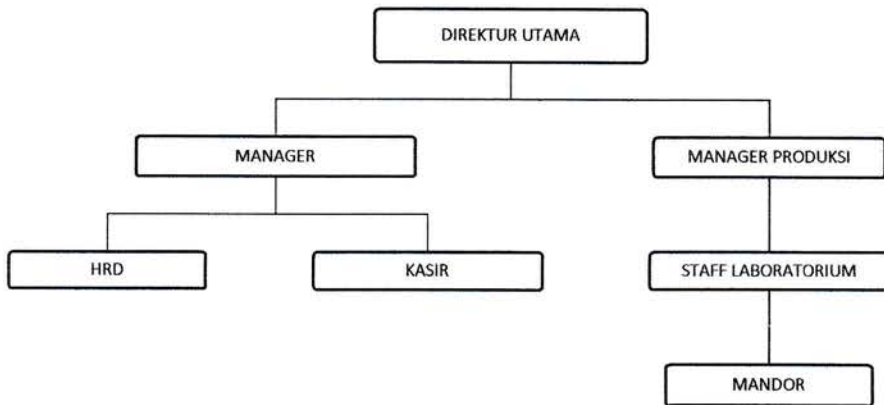 DIREKTUR UTAMA
MANAGER
MANAGER PRODUKSI
HRD
KASIR
STAFF LABORATORIUM
MANDOR